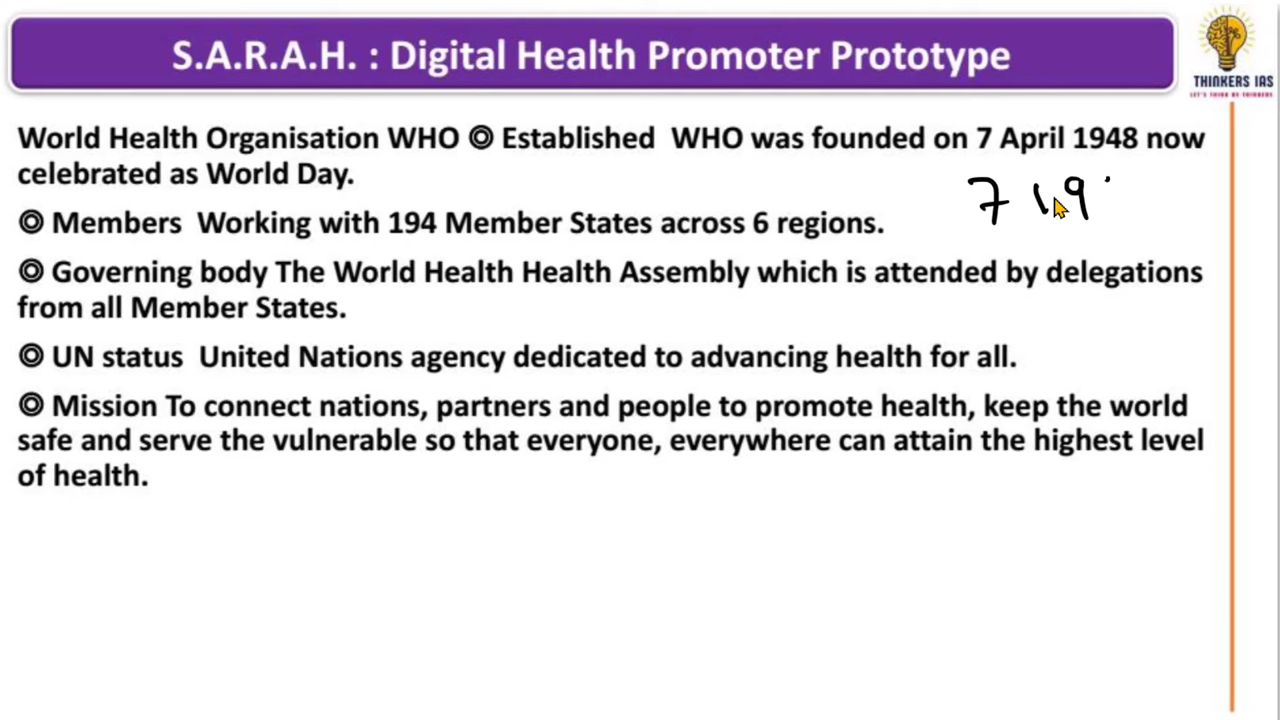 S.A.R.A.H. : Digital Health Promoter Prototype
THINKERS IAS
LET'S THINK BE THINKERS
World Health Organisation WHO ◎ Established WHO was founded on 7 April 1948 now
celebrated as World Day.
7 19
◎ Members Working with 194 Member States across 6 regions.
◎ Governing body The World Health Health Assembly which is attended by delegations
from all Member States.
◎ UN status United Nations agency dedicated to advancing health for all.
◎ Mission To connect nations, partners and people to promote health, keep the world
safe and serve the vulnerable so that everyone, everywhere can attain the highest level
of health.